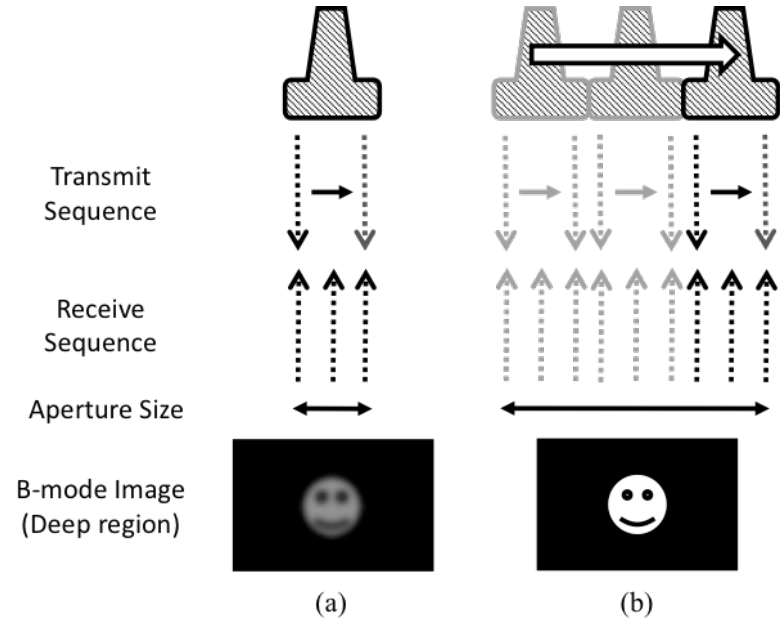 Transmit
Sequence
Receive
Sequence
Aperture Size
B-mode Image
(Deep region)
(a)
(b)